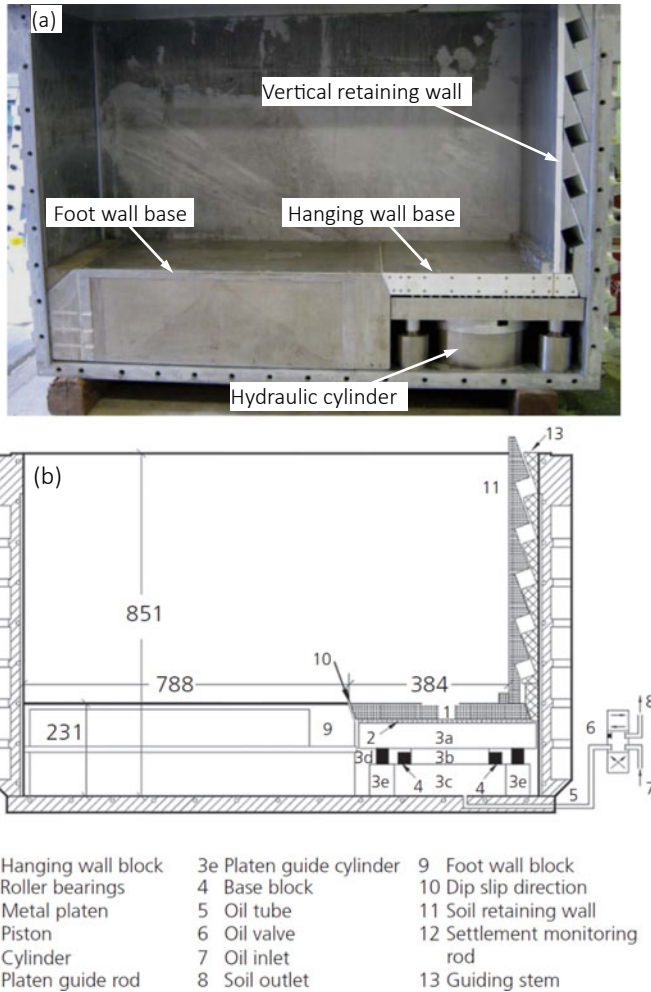 (a)
Vertical retaining wall
Foot wall base
Hanging wall base
Hydraulic cylinder
(b)
13
11
851
10
788
384
231
9
1
2
3a
3b
3d
3e
4
3c
4
3e
5
6
7
8
Hanging wall block 3e Platen guide cylinder 9 Foot wall block
Roller bearings 4 Base block 10 Dip slip direction
Metal platen 5 Oil tube 11 Soil retaining wall
Piston 6 Oil valve 12 Settlement monitoring
Cylinder 7 Oil inlet rod
Platen guide rod 8 Soil outlet 13 Guiding stem